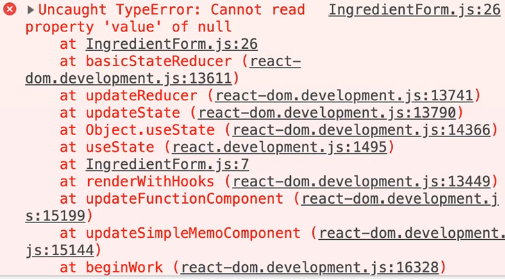 ▶Uncaught TypeError: Cannot read IngredientForm.js:26
property 'value' of null
at IngredientForm.js:26
at basicStateReducer (react-
dom.development.js:13611)
at updateReducer (react-dom.development.js:13741)
at updateState (react-dom.development.js:13790)
at Object.useState (react-dom.development.js:14366)
at useState (react.development.js:1495)
at IngredientForm.js:7
at renderWithHooks (react-dom.development.js:13449)
at updateFunctionComponent (react-dom.development.j
s:15199)
at updateSimpleMemoComponent (react-dom.development.
js:15144)
at beginWork (react-dom.development.js:16328)